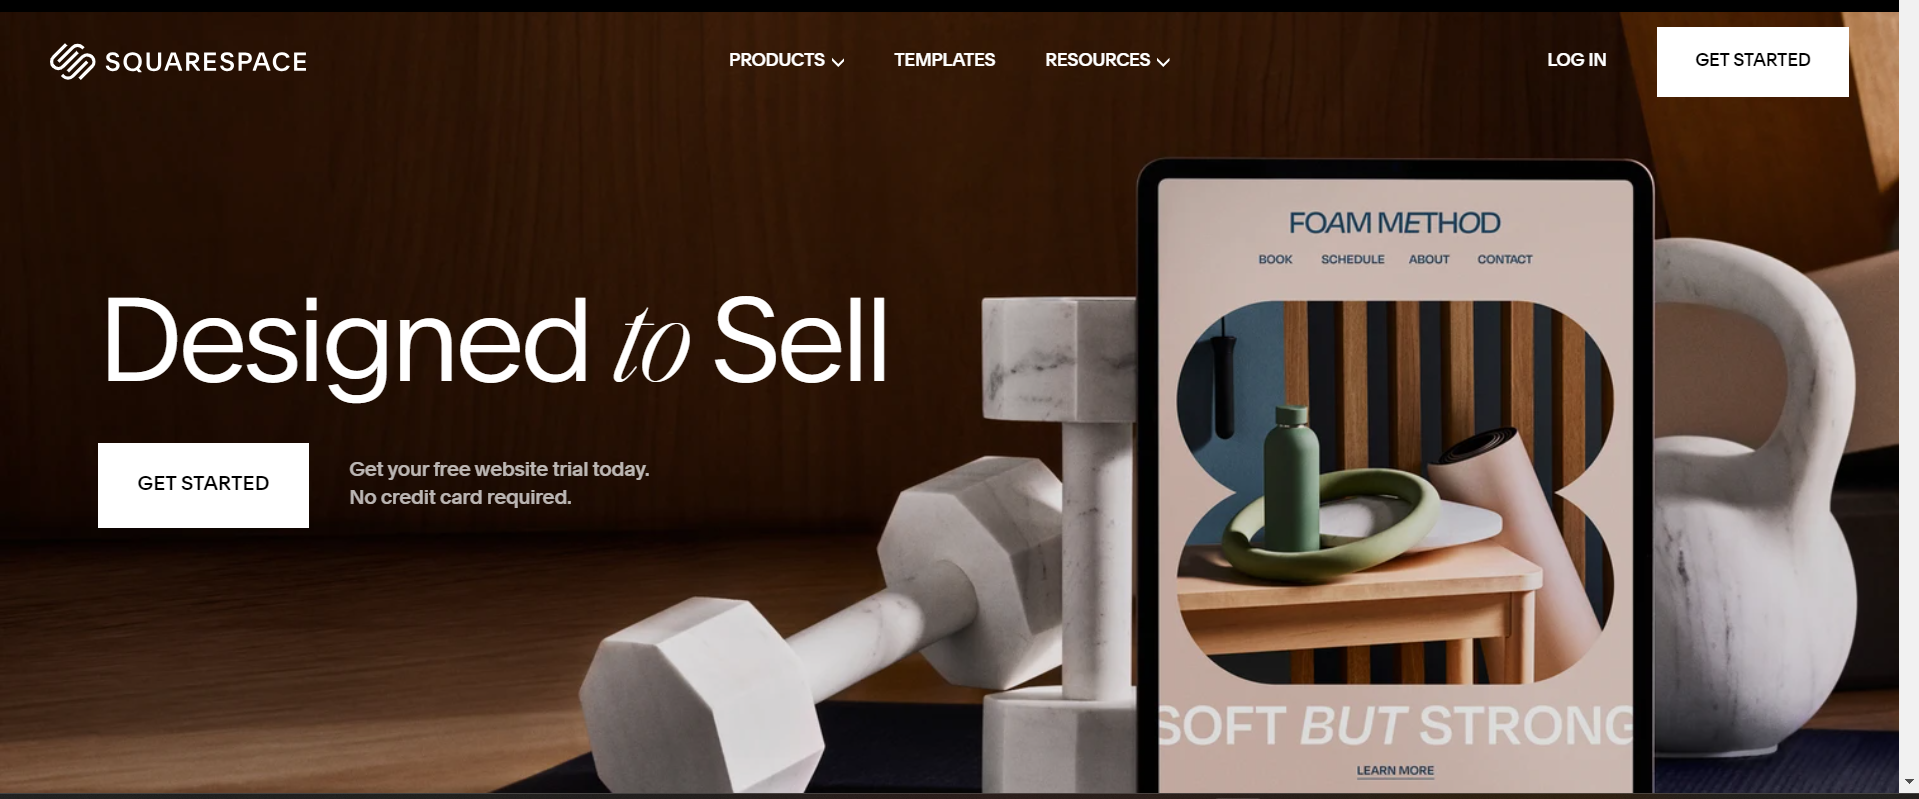 SQUARESPACE
PRODUCTS
TEMPLATES
RESOURCES
LOG IN
GET STARTED
Designed to Sell
GET STARTED
Get your free website trial today.
No credit card required.
FOAM METHOD
BOOK
SCHEDULE
ABOUT
CONTACT
SOFT BUT STRONG
LEARN MORE